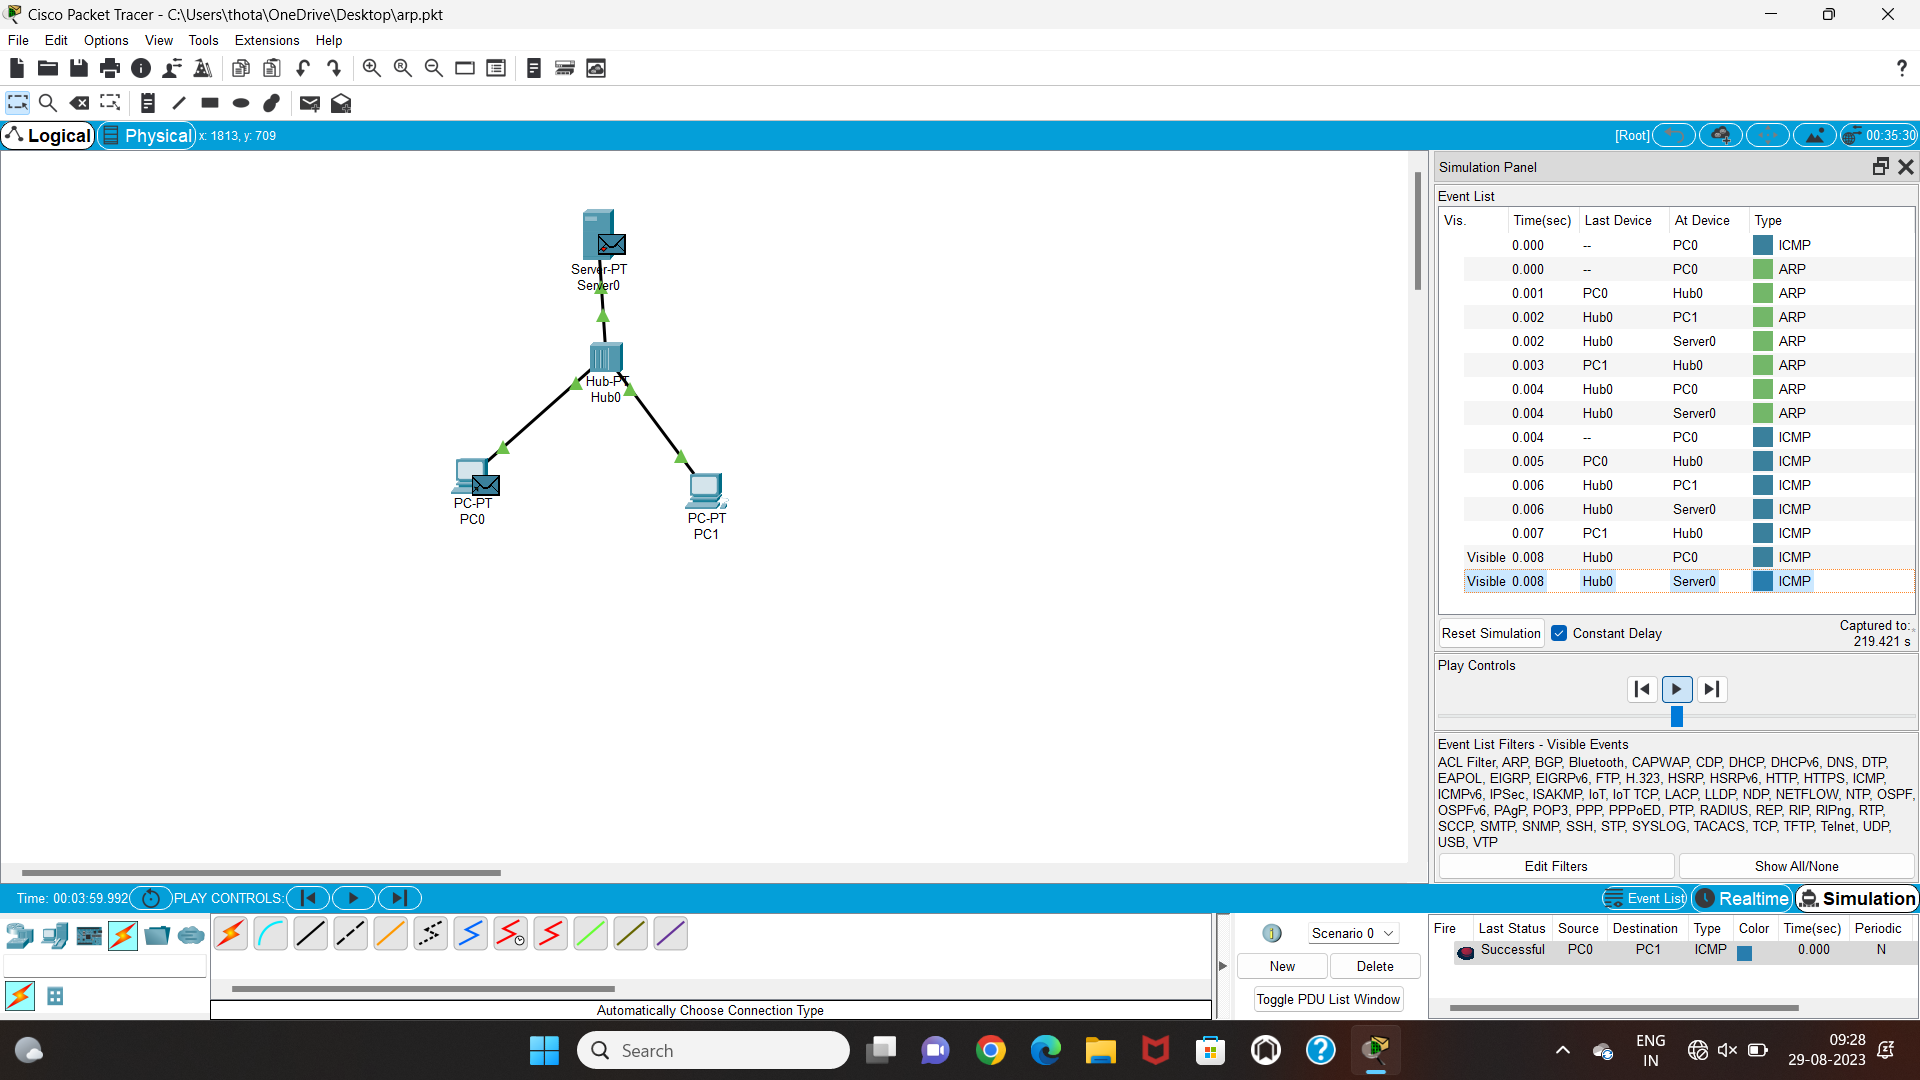 Cisco Packet Tracer - C:\Users\thota\OneDrive\Desktop\arp.pkt
File Edit Options View Tools Extensions Help
?
Logical Physical x: 1813, y: 709 [Root] 00:35:30
Server-PT
Server0
Hub-PT
Hub0
PC-PT
PC0
PC-PT
PC1
Simulation Panel
Event List
Vis. Time(sec) Last Device At Device Type
0.000 -- PC0 ICMP
0.000 -- PC0 ARP
0.001 PC0 Hub0 ARP
0.002 Hub0 PC1 ARP
0.002 Hub0 Server0 ARP
0.003 PC1 Hub0 ARP
0.004 Hub0 PC0 ARP
0.004 Hub0 Server0 ARP
0.004 -- PC0 ICMP
0.005 PC0 Hub0 ICMP
0.006 Hub0 PC1 ICMP
0.006 Hub0 Server0 ICMP
0.007 PC1 Hub0 ICMP
Visible 0.008 Hub0 PC0 ICMP
Visible 0.008 Hub0 Server0 ICMP
Reset Simulation Constant Delay Captured to:
219.421 s
Play Controls
Event List Filters - Visible Events
ACL Filter, ARP, BGP, Bluetooth, CAPWAP, CDP, DHCP, DHCPv6, DNS, DTP,
EAPOL, EIGRP, EIGRPv6, FTP, H.323, HSRP, HSRPv6, HTTP, HTTPS, ICMP,
ICMPv6, IPSec, ISAKMP, IoT, IoT TCP, LACP, LLDP, NDP, NETFLOW, NTP, OSPF,
OSPFv6, PAgP, POP3, PPP, PPPoED, PTP, RADIUS, REP, RIP, RIPng, RTP,
SCCP, SMTP, SNMP, SSH, STP, SYSLOG, TACACS, TCP, TFTP, Telnet, UDP,
USB, VTP
Edit Filters Show All/None
Time: 00:03:59.992 PLAY CONTROLS: Event List Realtime Simulation
Scenario 0
New Delete
Toggle PDU List Window
Automatically Choose Connection Type
Fire Last Status Source Destination Type Color Time(sec) Periodic
Successful PC0 PC1 ICMP 0.000 N
Search
ENG
IN
09:28
29-08-2023